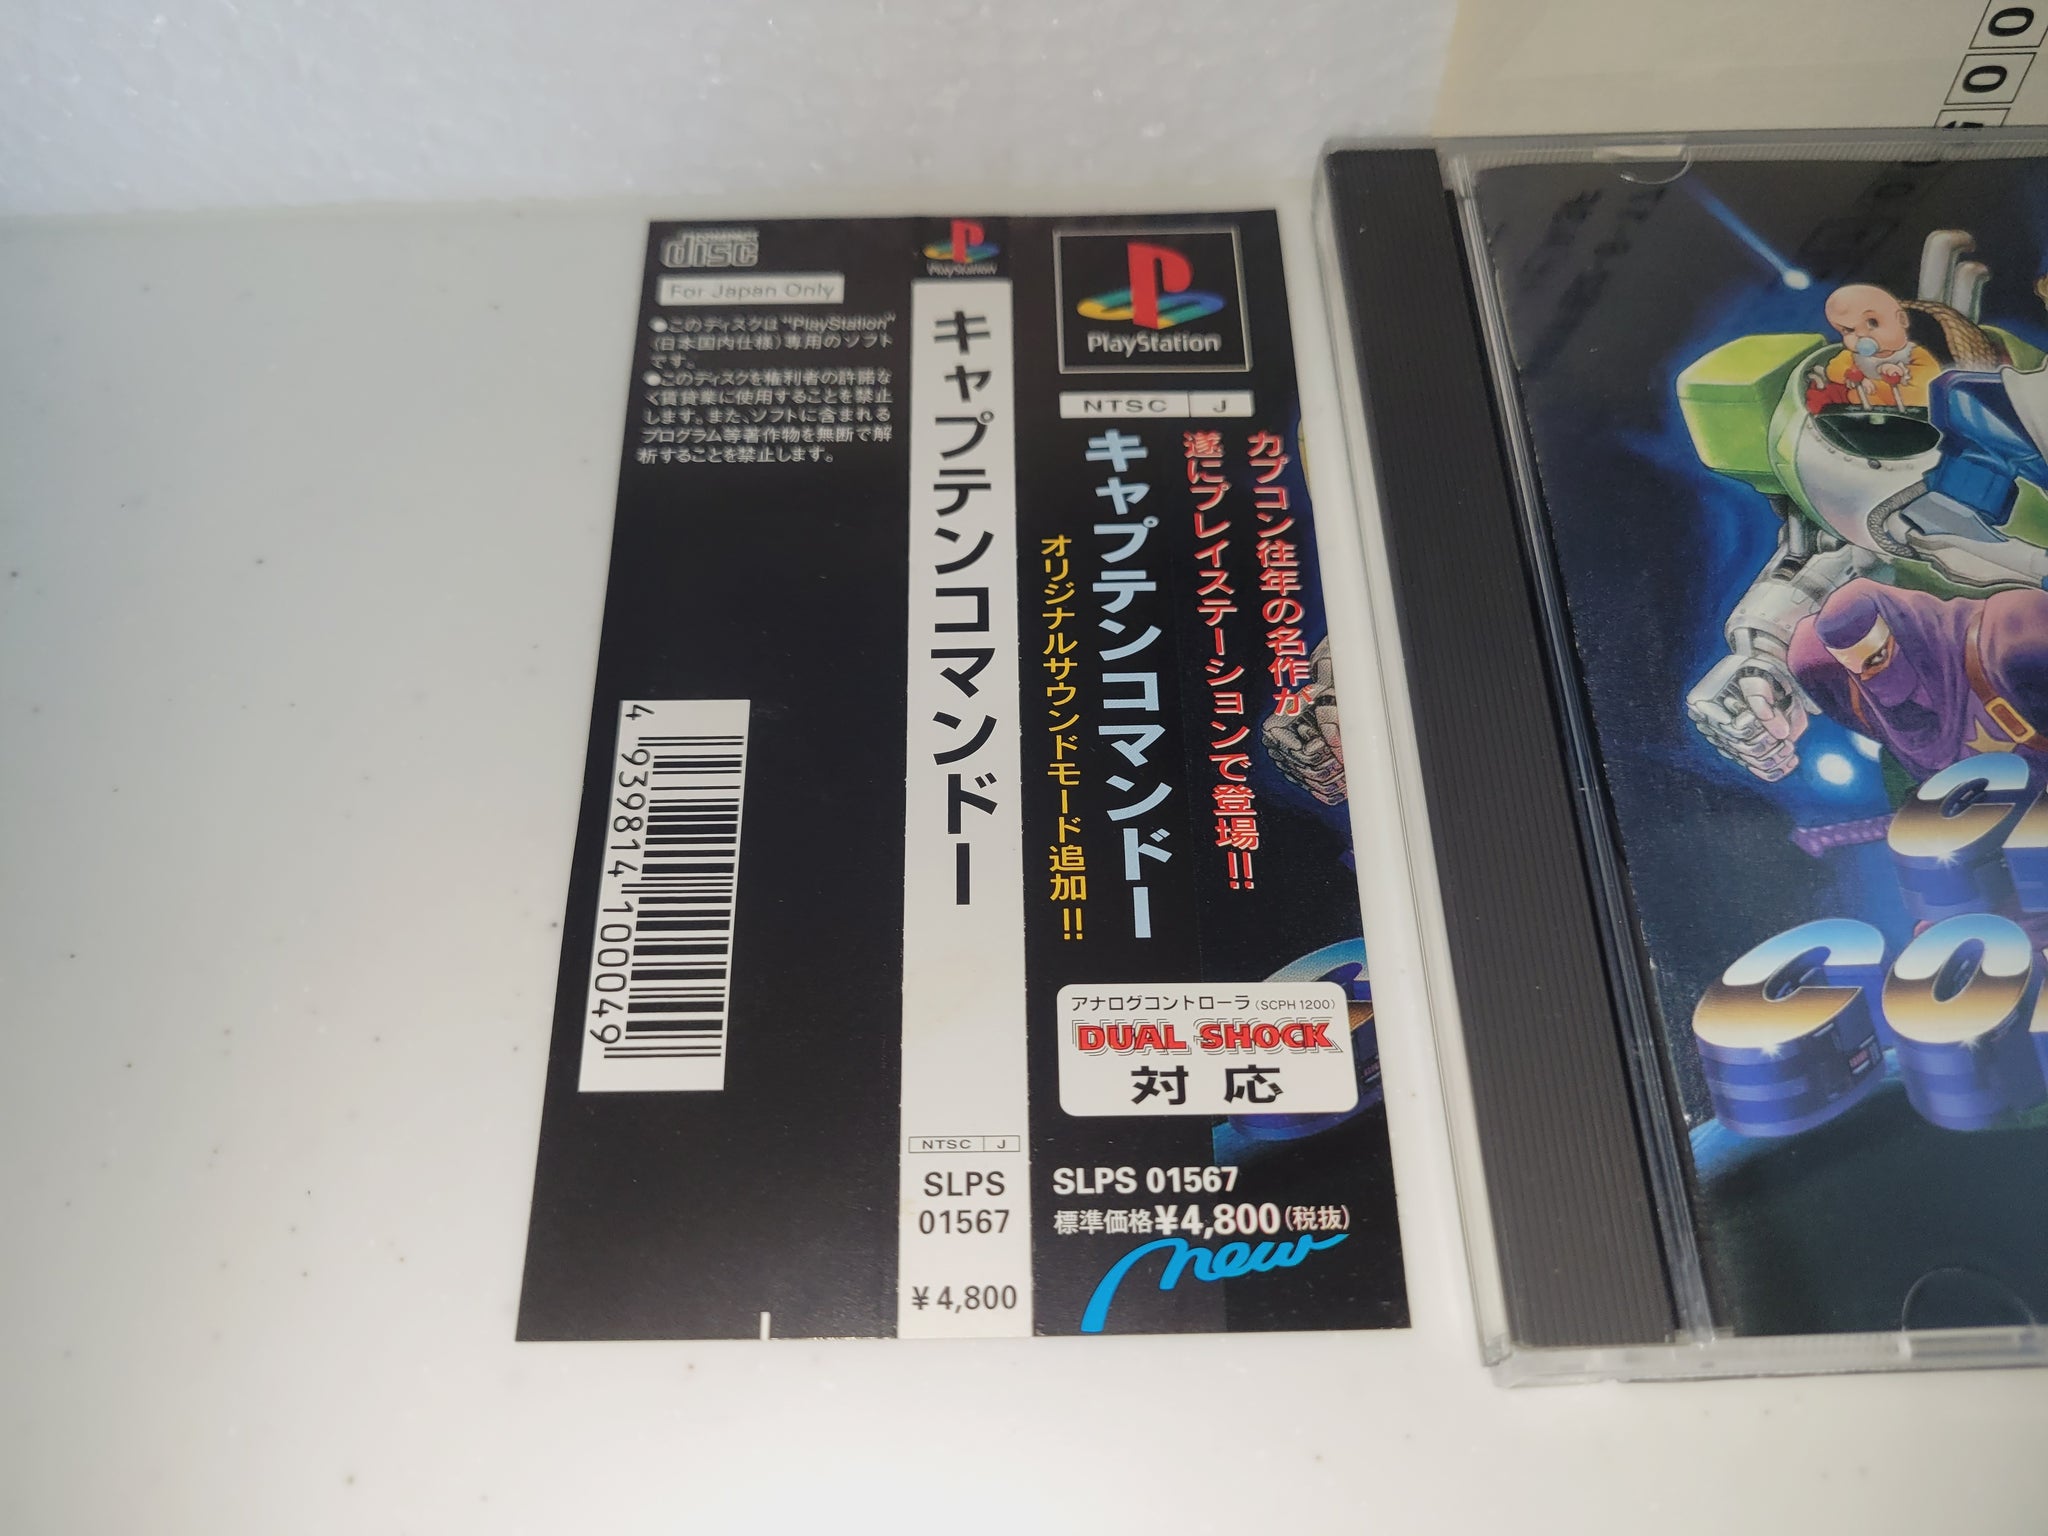 COMPACT
disc
For Japan Only
●このディスクは"PlayStation"
(日本国内仕様)専用のソフト
です。
●このディスクを権利者の許諾な
く賃貸業に使用することを禁止
します。また、ソフトに含まれる
プログラム等著作物を無断で解
析することを禁止します。
4 939814 100049
PlayStation
キャプテンコマンドー
NTSC J
SLPS
01567
¥4,800
PlayStation
NTSC J
カプコン往年の名作が
遂にプレイステーションで登場!!
キャプテンコマンドー
オリジナルサウンドモード追加!!
アナログコントローラ(SCPH 1200)
DUAL SHOCK
対応
SLPS 01567
標準価格¥4,800(税抜)
new
C
CO
0
0